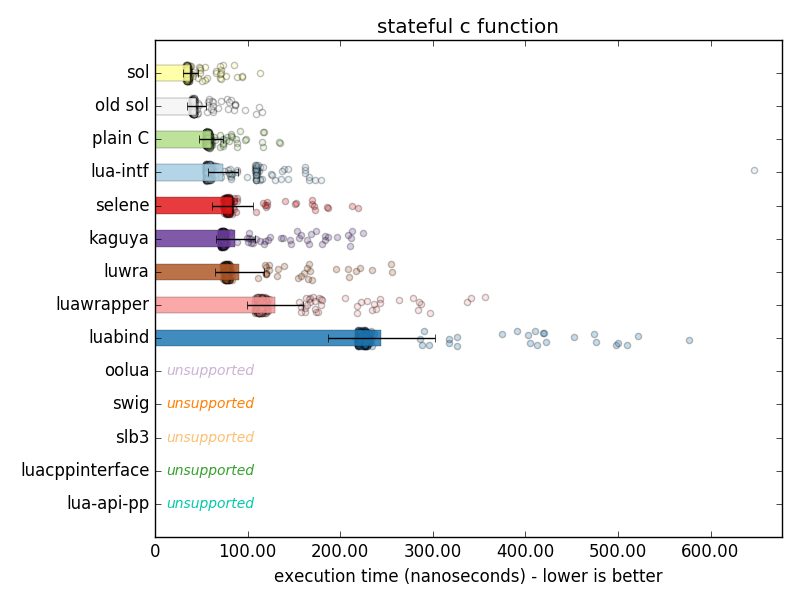 stateful c function
sol
old sol
plain C
lua-intf
selene
kaguya
luwra
luawrapper
luabind
oolua unsupported
swig unsupported
slb3 unsupported
luacppinterface unsupported
lua-api-pp unsupported
0 100.00 200.00 300.00 400.00 500.00 600.00
execution time (nanoseconds) - lower is better